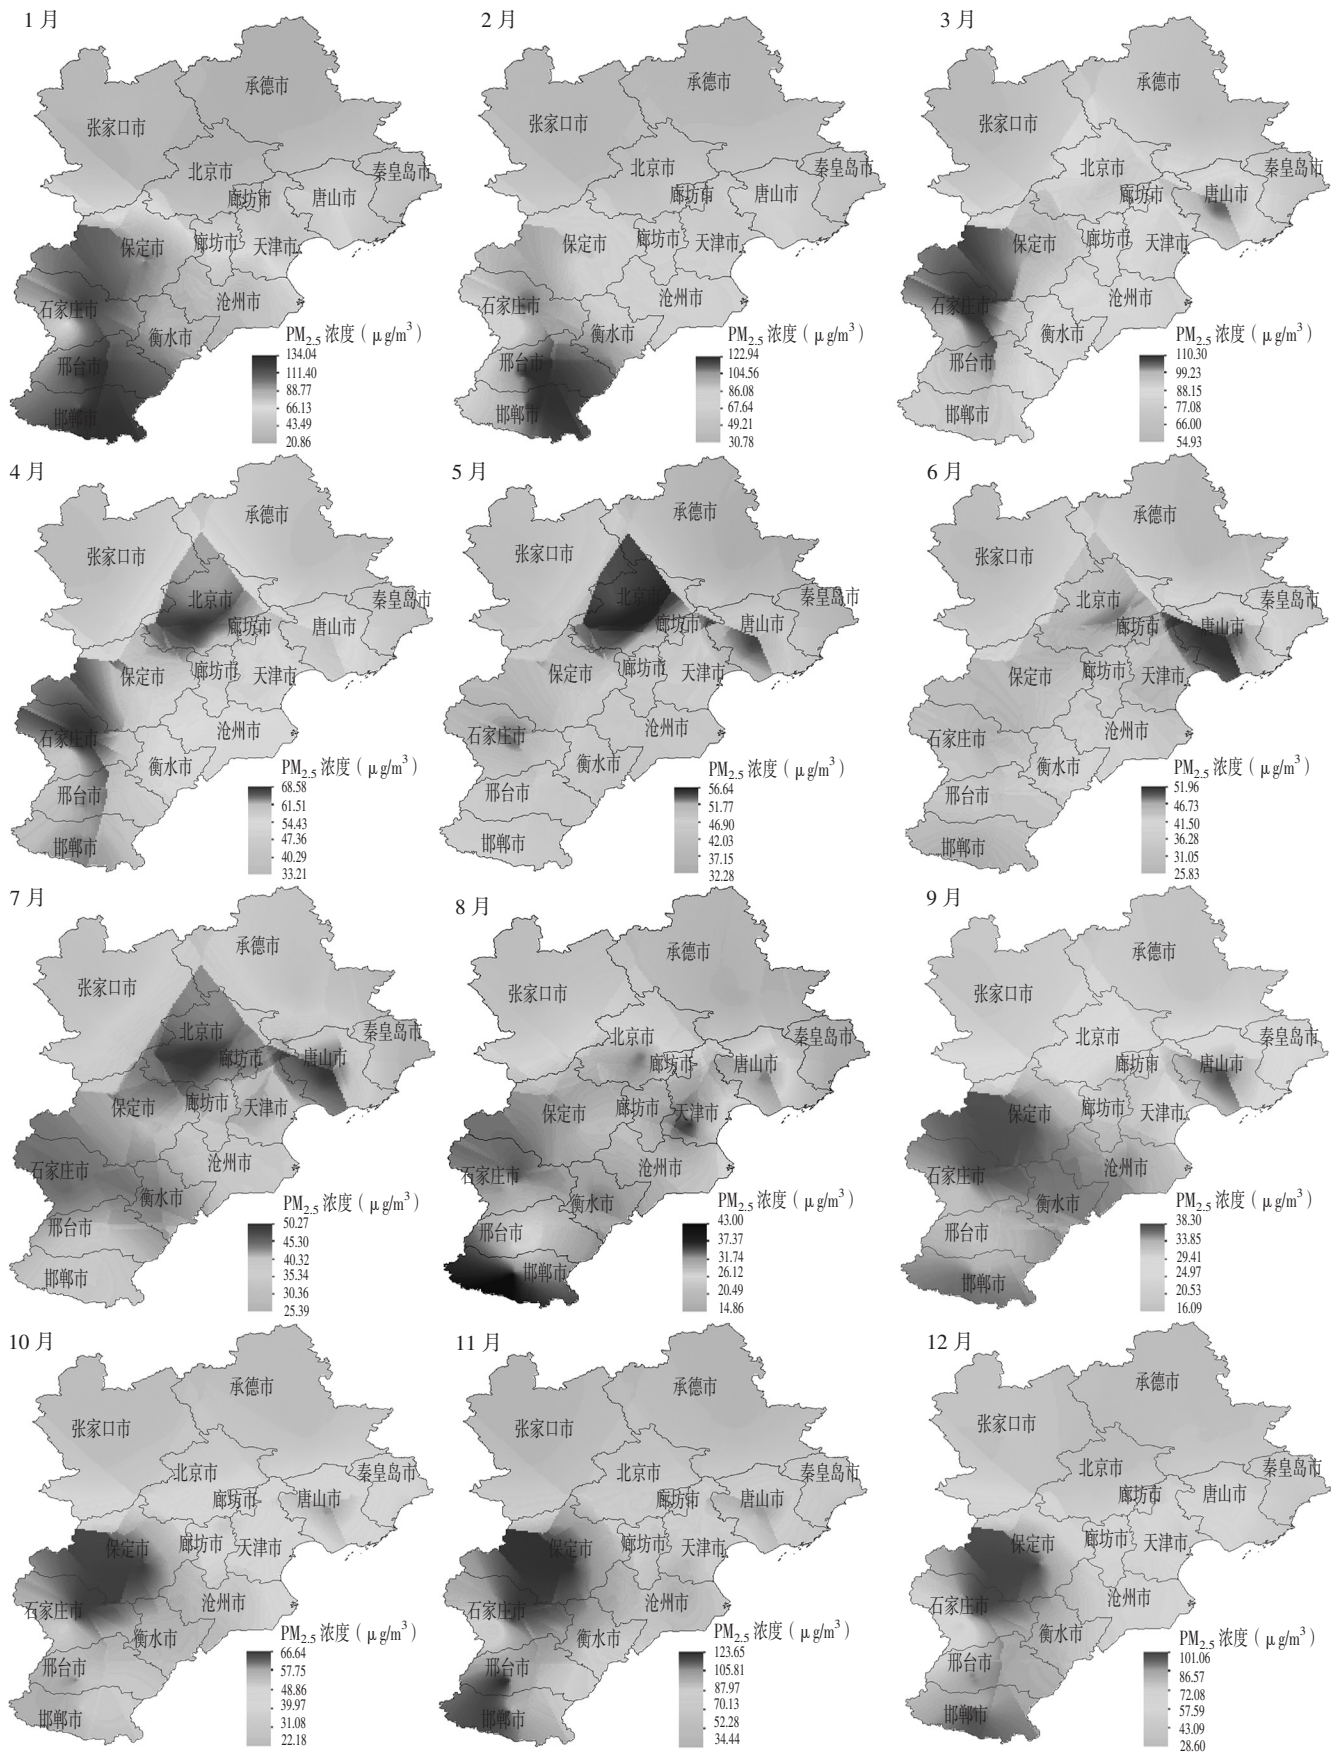 1 月
承德市
张家口市
北京市
秦皇岛市
廊坊市
唐山市
保定市
廊坊市
天津市
石家庄市
沧州市
衡水市
邢台市
邯郸市
PM2.5 浓度 ( μg/m3)
134.04
111.40
88.77
66.13
43.49
20.86
2 月
承德市
张家口市
北京市
秦皇岛市
廊坊市
唐山市
保定市
廊坊市
天津市
石家庄市
沧州市
衡水市
邢台市
邯郸市
PM2.5 浓度 ( μg/m3)
122.94
104.56
86.08
67.64
49.21
30.78
3 月
承德市
张家口市
北京市
秦皇岛市
廊坊市
唐山市
保定市
廊坊市
天津市
石家庄市
沧州市
衡水市
邢台市
邯郸市
PM2.5 浓度 ( μg/m3)
110.30
99.23
88.15
77.08
66.00
54.93
4 月
承德市
张家口市
北京市
秦皇岛市
廊坊市
唐山市
保定市
廊坊市
天津市
石家庄市
沧州市
衡水市
邢台市
邯郸市
PM2.5 浓度 ( μg/m3)
68.58
61.51
54.43
47.36
40.29
33.21
5 月
承德市
张家口市
北京市
秦皇岛市
廊坊市
唐山市
保定市
廊坊市
天津市
石家庄市
沧州市
衡水市
邢台市
邯郸市
PM2.5 浓度 ( μg/m3)
56.64
51.77
46.90
42.03
37.15
32.28
6 月
承德市
张家口市
北京市
秦皇岛市
廊坊市
唐山市
保定市
廊坊市
天津市
石家庄市
沧州市
衡水市
邢台市
邯郸市
PM2.5 浓度 ( μg/m3)
51.96
46.73
41.50
36.28
31.05
25.83
7 月
承德市
张家口市
北京市
秦皇岛市
廊坊市
唐山市
保定市
廊坊市
天津市
石家庄市
沧州市
衡水市
邢台市
邯郸市
PM2.5 浓度 ( μg/m3)
50.27
45.30
40.32
35.34
30.36
25.39
8 月
承德市
张家口市
北京市
秦皇岛市
廊坊市
唐山市
保定市
廊坊市
天津市
石家庄市
沧州市
衡水市
邢台市
邯郸市
PM2.5 浓度 ( μg/m3)
43.00
37.37
31.74
26.12
20.49
14.86
9 月
承德市
张家口市
北京市
秦皇岛市
廊坊市
唐山市
保定市
廊坊市
天津市
石家庄市
沧州市
衡水市
邢台市
邯郸市
PM2.5 浓度 ( μg/m3)
38.30
33.85
29.41
24.97
20.53
16.09
10 月
承德市
张家口市
北京市
秦皇岛市
廊坊市
唐山市
保定市
廊坊市
天津市
石家庄市
沧州市
衡水市
邢台市
邯郸市
PM2.5 浓度 ( μg/m3)
66.64
57.75
48.86
39.97
31.08
22.18
11 月
承德市
张家口市
北京市
秦皇岛市
廊坊市
唐山市
保定市
廊坊市
天津市
石家庄市
沧州市
衡水市
邢台市
邯郸市
PM2.5 浓度 ( μg/m3)
123.65
105.81
87.97
70.13
52.28
34.44
12 月
承德市
张家口市
北京市
秦皇岛市
廊坊市
唐山市
保定市
廊坊市
天津市
石家庄市
沧州市
衡水市
邢台市
邯郸市
PM2.5 浓度 ( μg/m3)
101.06
86.57
72.08
57.59
43.09
28.60